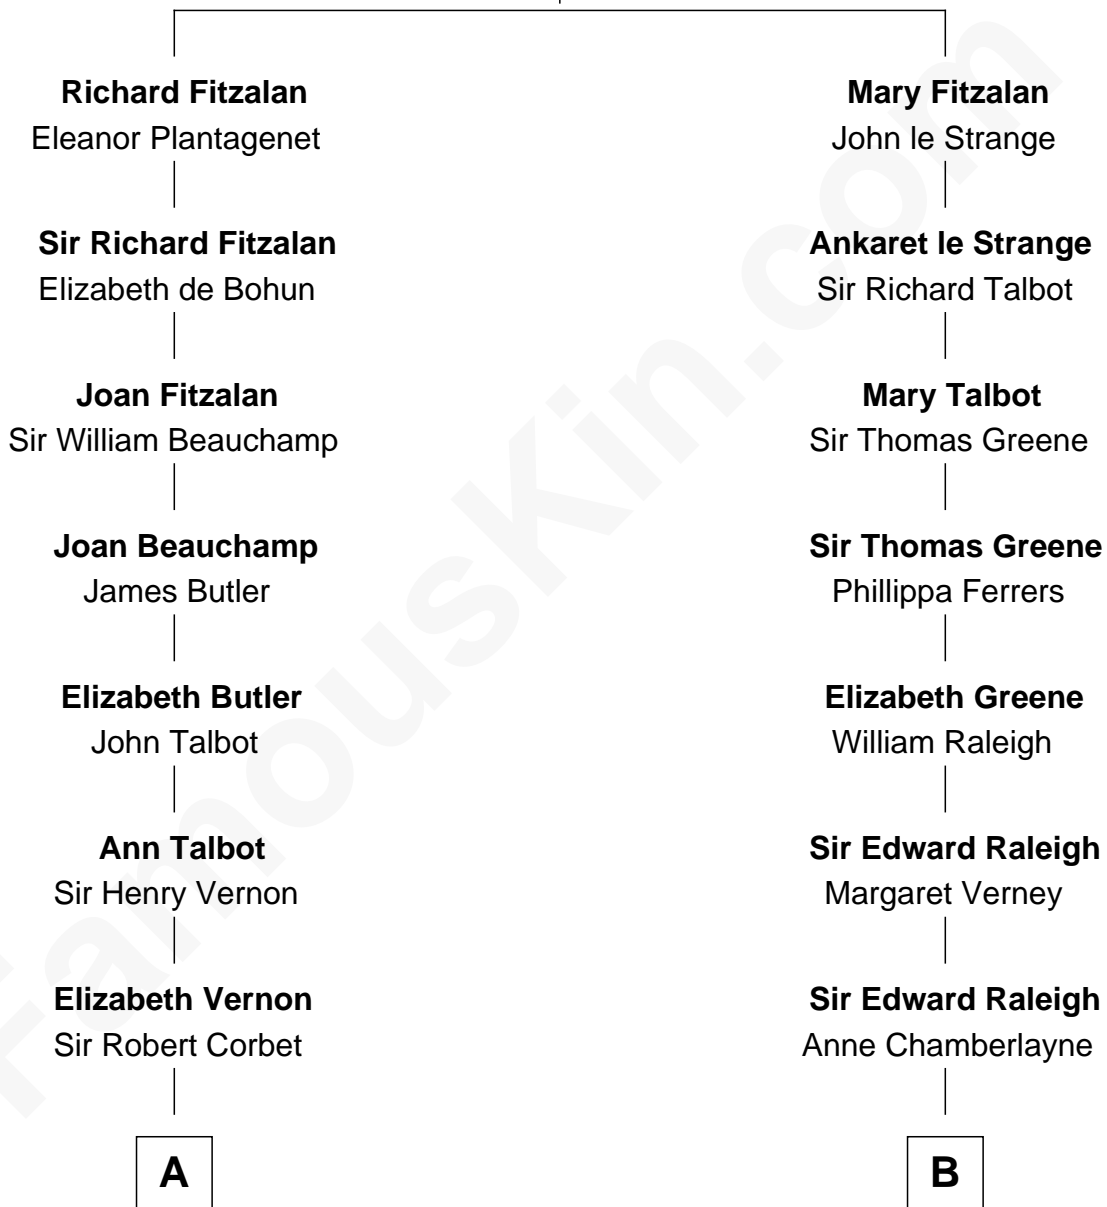 Richard Fitzalan
Eleanor Plantagenet
Sir Richard Fitzalan
Elizabeth de Bohun
Joan Fitzalan
Sir William Beauchamp
Joan Beauchamp
James Butler
Elizabeth Butler
John Talbot
Ann Talbot
Sir Henry Vernon
Elizabeth Vernon
Sir Robert Corbet
A
Mary Fitzalan
John le Strange
Ankaret le Strange
Sir Richard Talbot
Mary Talbot
Sir Thomas Greene
Sir Thomas Greene
Phillippa Ferrers
Elizabeth Greene
William Raleigh
Sir Edward Raleigh
Margaret Verney
Sir Edward Raleigh
Anne Chamberlayne
B
FamousKin.com